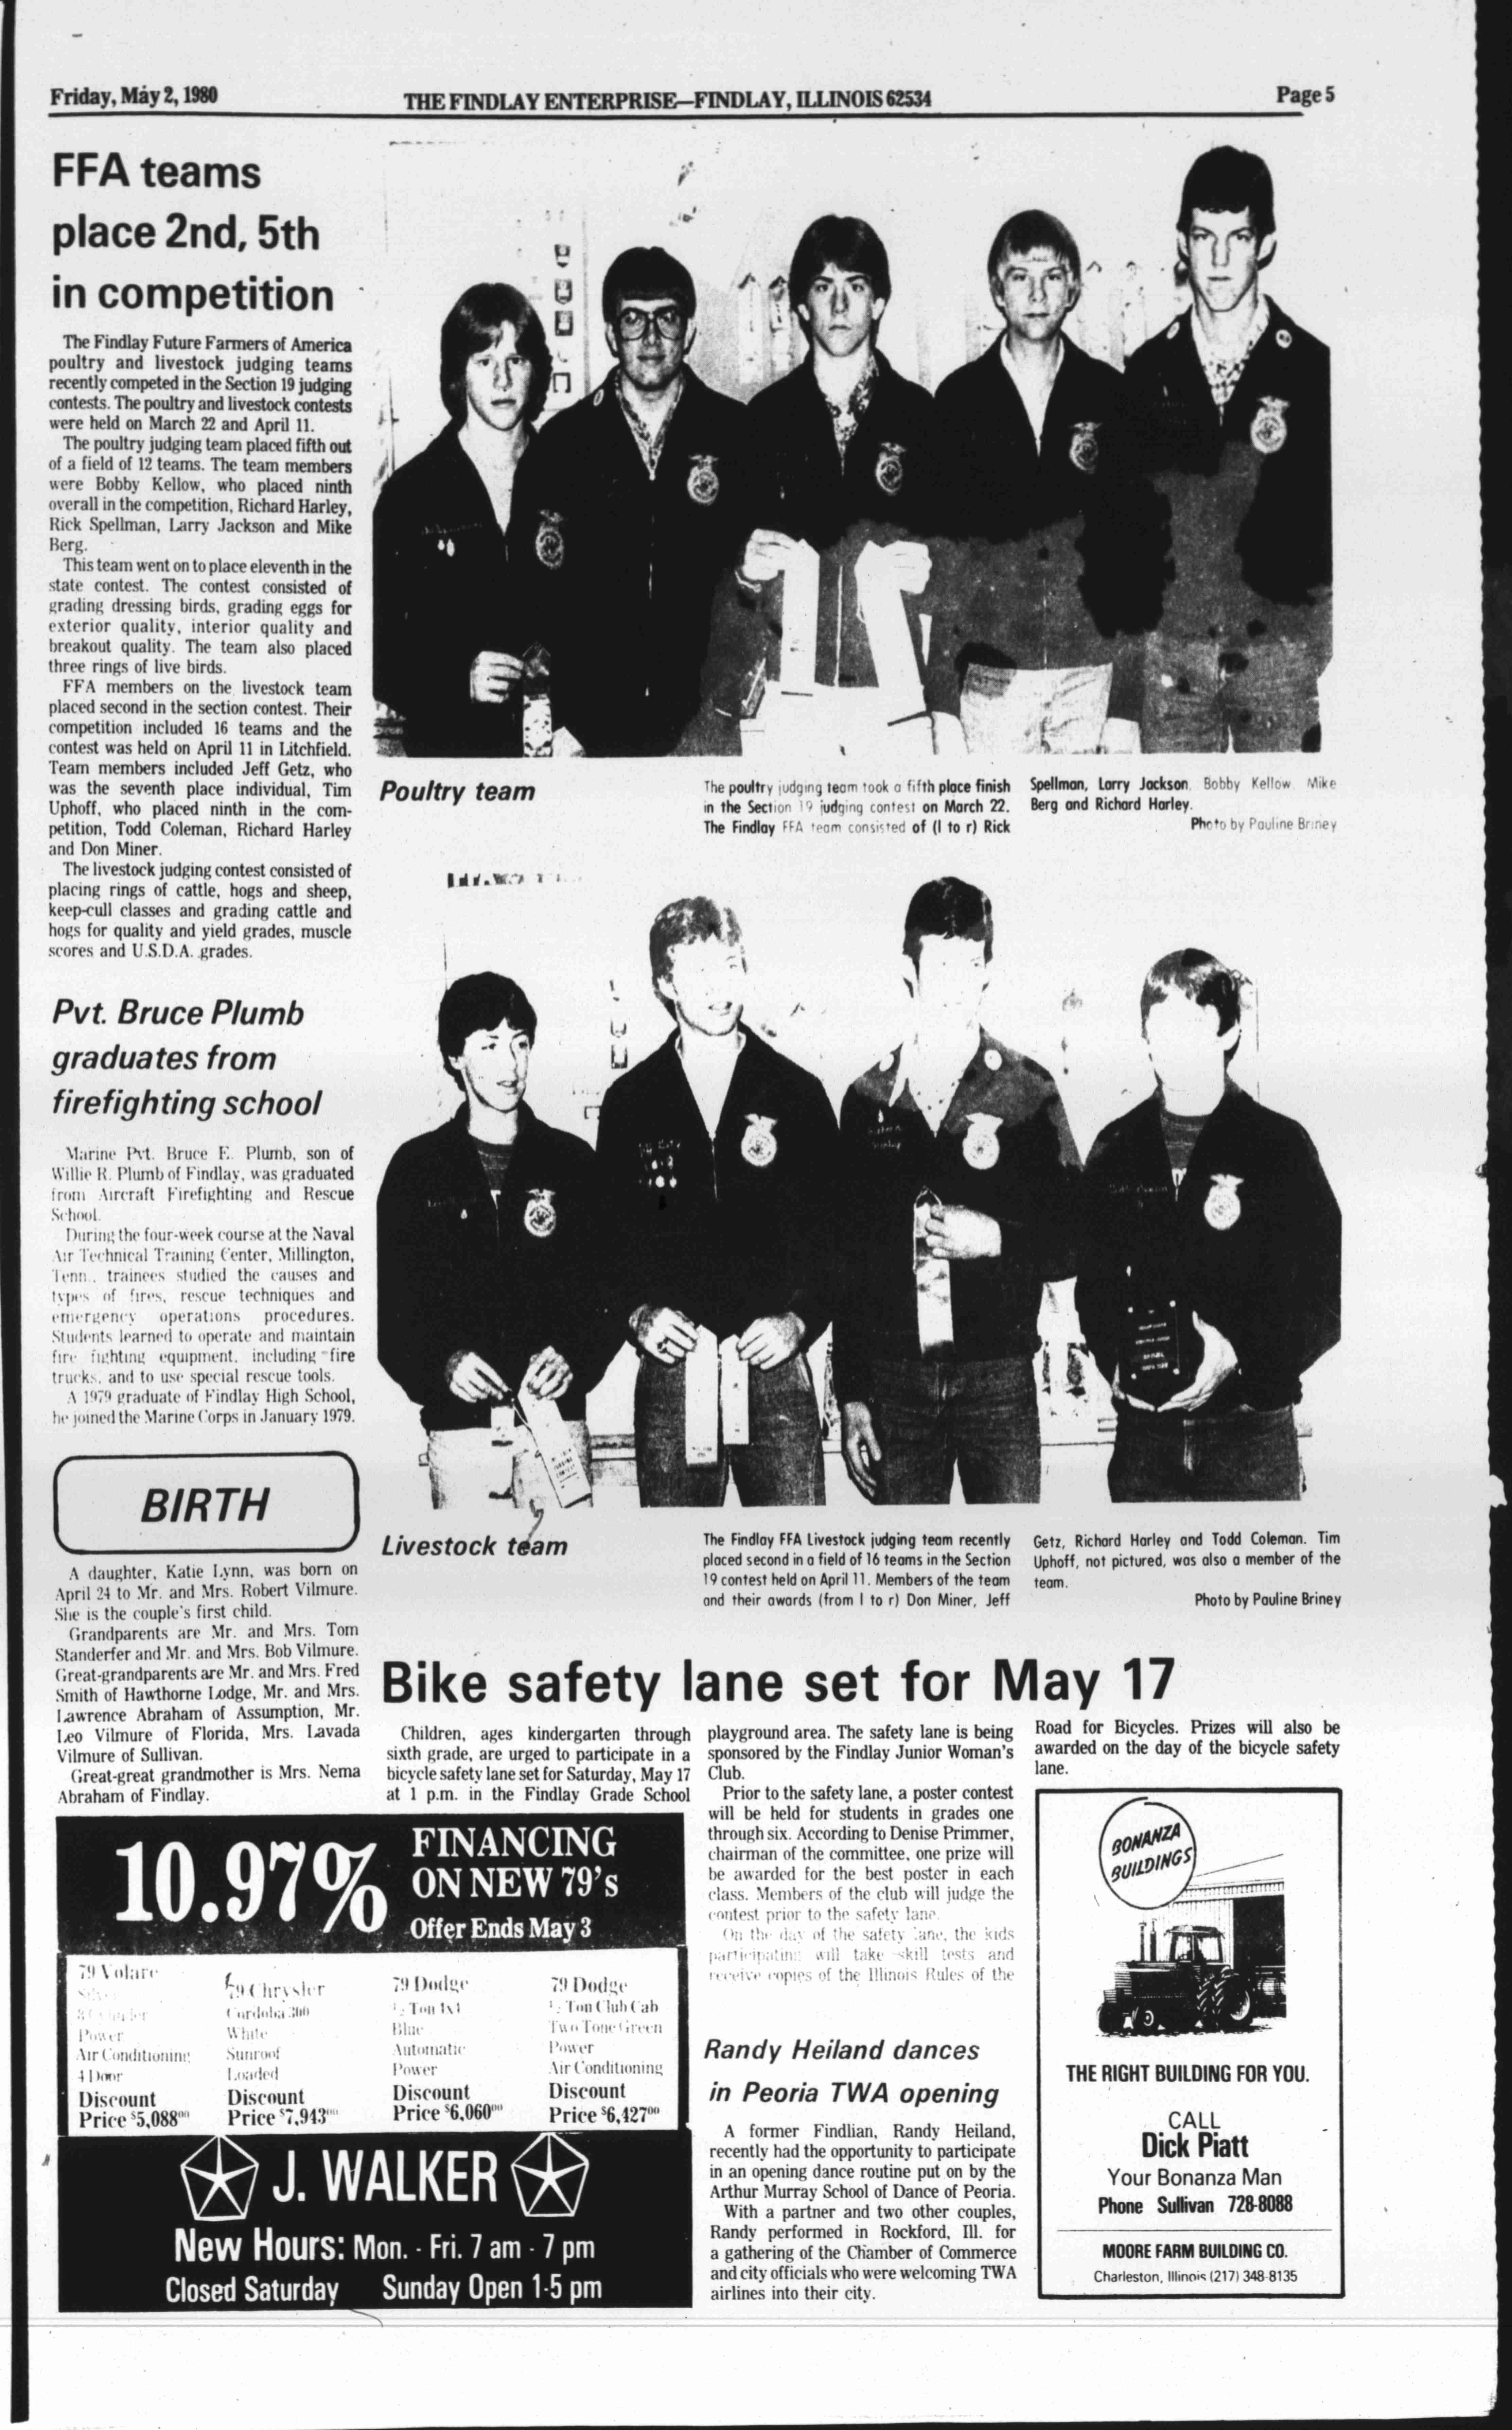 Friday, May 2, 1980
THE FINDLAY ENTERPRISE—FINDLAY, ILLINOIS 62534
Page 5
FFA teams
place 2nd, 5th
in competition
The Findlay Future Farmers of America
poultry and livestock judging teams
recently competed in the Section 19 judging
contests. The poultry and livestock contests
were held on March 22 and April 11.
The poultry judging team placed fifth out
of a field of 12 teams. The team members
were Bobby Kellow, who placed ninth
overall in the competition, Richard Harley,
Rick Spellman, Larry Jackson and Mike
Berg.
This team went on to place eleventh in the
state contest. The contest consisted of
grading dressing birds, grading eggs for
exterior quality, interior quality and
breakout quality. The team also placed
three rings of live birds.
FFA members on the livestock team
placed second in the section contest. Their
competition included 16 teams and the
contest was held on April 11 in Litchfield.
Team members included Jeff Getz, who
was the seventh place individual, Tim
Uphoff, who placed ninth in the com-
petition, Todd Coleman, Richard Harley
and Don Miner.
The livestock judging contest consisted of
placing rings of cattle, hogs and sheep,
keep-cull classes and grading cattle and
hogs for quality and yield grades, muscle
scores and U.S.D.A. grades.
Pvt. Bruce Plumb
graduates from
firefighting school
Marine Pvt. Bruce E. Plumb, son of
Willie R. Plumb of Findlay, was graduated
from Aircraft Firefighting and Rescue
School.
During the four-week course at the Naval
Air Technical Training Center, Millington,
Tenn., trainees studied the causes and
types of fires, rescue techniques and
emergency operations procedures.
Students learned to operate and maintain
fire fighting equipment, including fire
trucks, and to use special rescue tools.
A 1979 graduate of Findlay High School,
he joined the Marine Corps in January 1979.
BIRTH
A daughter, Katie Lynn, was born on
April 24 to Mr. and Mrs. Robert Vilmure.
She is the couple's first child.
Grandparents are Mr. and Mrs. Tom
Standerfer and Mr. and Mrs. Bob Vilmure.
Great-grandparents are Mr. and Mrs. Fred
Smith of Hawthorne Lodge, Mr. and Mrs.
Lawrence Abraham of Assumption, Mr.
Leo Vilmure of Florida, Mrs. Lavada
Vilmure of Sullivan.
Great-great grandmother is Mrs. Nema
Abraham of Findlay.
Poultry team
The poultry judging team took a fifth place finish
in the Section 19 judging contest on March 22.
The Findlay FFA team consisted of (l to r) Rick
Spellman, Larry Jackson, Bobby Kellow, Mike
Berg and Richard Harley.
Photo by Pauline Briney
Livestock team
The Findlay FFA Livestock judging team recently
placed second in a field of 16 teams in the Section
19 contest held on April 11. Members of the team
and their awards (from l to r) Don Miner, Jeff
Getz, Richard Harley and Todd Coleman. Tim
Uphoff, not pictured, was also a member of the
team.
Photo by Pauline Briney
Bike safety lane set for May 17
Children, ages kindergarten through
sixth grade, are urged to participate in a
bicycle safety lane set for Saturday, May 17
at 1 p.m. in the Findlay Grade School
playground area. The safety lane is being
sponsored by the Findlay Junior Woman's
Club.
Prior to the safety lane, a poster contest
will be held for students in grades one
through six. According to Denise Primmer,
chairman of the committee, one prize will
be awarded for the best poster in each
class. Members of the club will judge the
contest prior to the safety lane.
On the day of the safety lane, the kids
participating will take skill tests and
receive copies of the Illinois Rules of the
Road for Bicycles. Prizes will also be
awarded on the day of the bicycle safety
lane.
Randy Heiland dances
in Peoria TWA opening
A former Findlian, Randy Heiland,
recently had the opportunity to participate
in an opening dance routine put on by the
Arthur Murray School of Dance of Peoria.
With a partner and two other couples,
Randy performed in Rockford, Ill. for
a gathering of the Chamber of Commerce
and city officials who were welcoming TWA
airlines into their city.
10.97%
FINANCING
ON NEW 79's
Offer Ends May 3
79 Volare
Silver
8 Cylinder
Power
Air Conditioning
4 Door
Discount
Price $5,088⁰⁰
79 Chrysler
Cordoba 300
White
Sunroof
Loaded
Discount
Price $7,943⁰⁰
79 Dodge
½ Ton 4x4
Blue
Automatic
Power
Discount
Price $6,060⁰⁰
79 Dodge
½ Ton Club Cab
Two Tone Green
Power
Air Conditioning
Discount
Price $6,427⁰⁰
J. WALKER
New Hours: Mon. - Fri. 7 am - 7 pm
Closed Saturday Sunday Open 1-5 pm
BONANZA
BUILDINGS
THE RIGHT BUILDING FOR YOU.
CALL
Dick Piatt
Your Bonanza Man
Phone Sullivan 728-8088
MOORE FARM BUILDING CO.
Charleston, Illinois (217) 348-8135